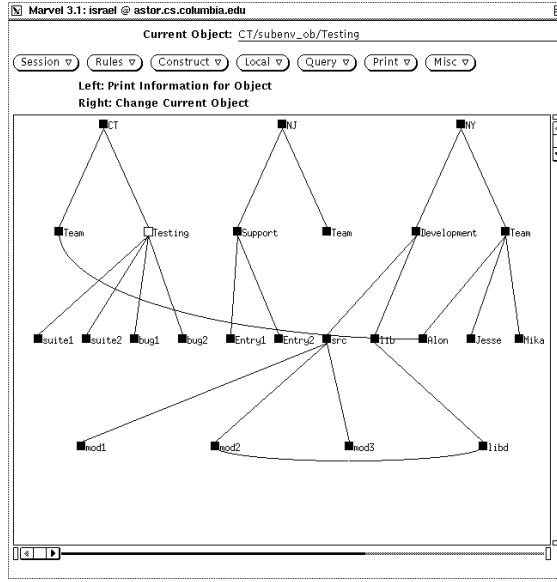 Marvel 3.1: israel @ astor.cs.columbia.edu
Current Object: CT/subenv_ob/Testing
Session Rules Construct Local Query Print Misc
Left: Print Information for Object
Right: Change Current Object
CT NJ NY
Team Testing Support Team Development Team
suite1 suite2 bug1 bug2 Entry1 Entry2 src lib Alon Jesse Mika
mod1 mod2 mod3 libd